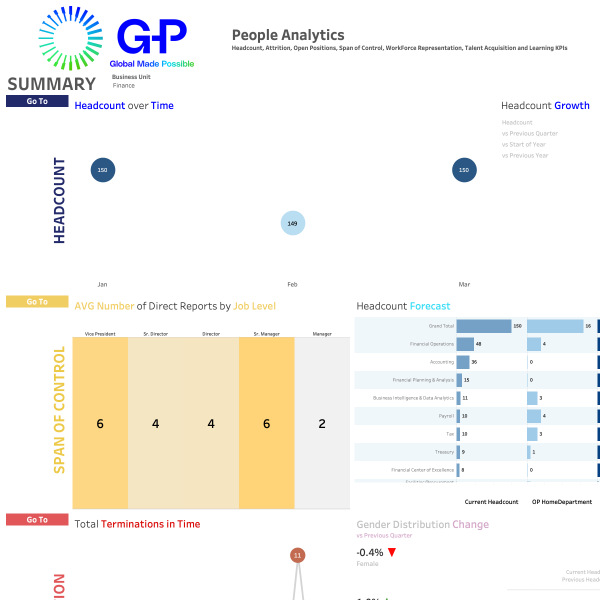 G-P
Global Made Possible
People Analytics
Headcount, Attrition, Open Positions, Span of Control, WorkForce Representation, Talent Acquisition and Learning KPIs
SUMMARY
Business Unit
Finance
Go To
Headcount over Time
Headcount Growth
Headcount
vs Previous Quarter
vs Start of Year
vs Previous Year
HEADCOUNT
150
149
150
Jan
Feb
Mar
Go To
AVG Number of Direct Reports by Job Level
SPAN OF CONTROL
Vice President
Sr. Director
Director
Sr. Manager
Manager
6
4
4
6
2
Headcount Forecast
Grand Total 150 16
Financial Operations 48 4
Accounting 36 0
Financial Planning & Analysis 15 0
Business Intelligence & Data Analytics 11 3
Payroll 10 4
Tax 10 3
Treasury 9 1
Financial Center of Excellence 8 0
Current Headcount
OP HomeDepartment
Go To
Total Terminations in Time
11
Gender Distribution Change
vs Previous Quarter
-0.4%
Female
Current Head
Previous Head